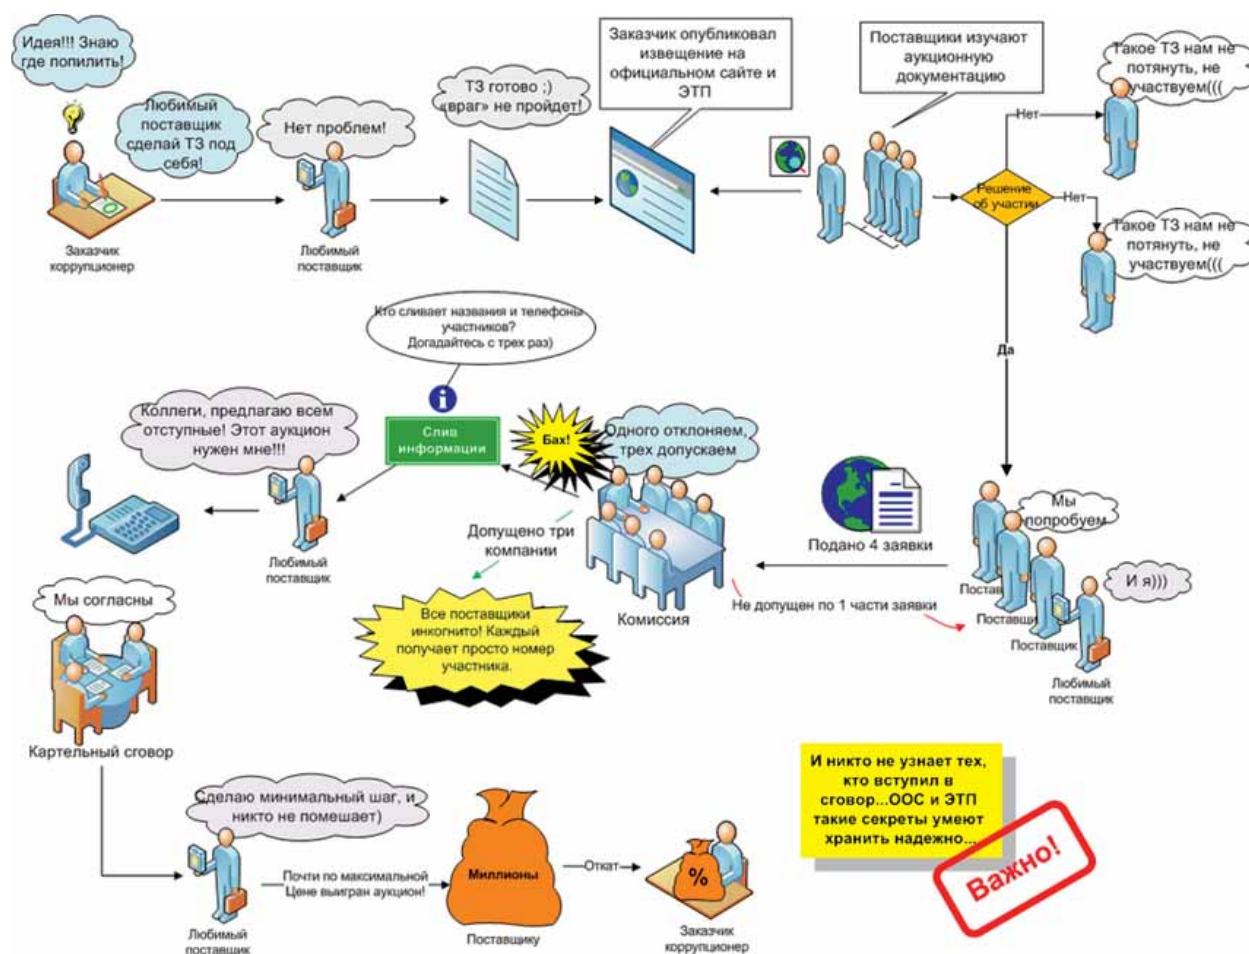 Идея!!! Знаю
где попилить!
Любимый
поставщик
сделай ТЗ под
себя!
Нет проблем!
ТЗ готово ;)
«враг» не пройдет!
Заказчик опубликовал
извещение на
официальном сайте и
ЭТП
Поставщики изучают
аукционную
документацию
Такое ТЗ нам не
потянуть, не
участвуем(((
Нет
Решение
об участии
Нет
Такое ТЗ нам не
потянуть, не
участвуем(((
Заказчик
коррупционер
Любимый
поставщик
Да
Кто сливает названия и телефоны
участников?
Догадайтесь с трех раз)
Коллеги, предлагаю всем
отступные! Этот аукцион
нужен мне!!!
Слив
информации
Бах!
Одного отклоняем,
трех допускаем
Мы
попробуем
Подано 4 заявки
И я)))
Любимый
поставщик
Допущено три
компании
Комиссия
Не допущен по 1 части заявки
Постав
Поставщи
Поставщик
Любимый
поставщик
Все поставщики
инкогнито! Каждый
получает просто номер
участника.
Мы согласны
Картельный сговор
Сделаю минимальный шаг, и
никто не помешает)
Почти по максимальной
Цене выигран аукцион!
Любимый
поставщик
Миллионы
Поставщику
Откат
%
Заказчик
коррупционер
И никто не узнает тех,
кто вступил в
сговор...ООС и ЭТП
такие секреты умеют
хранить надежно...
Важно!